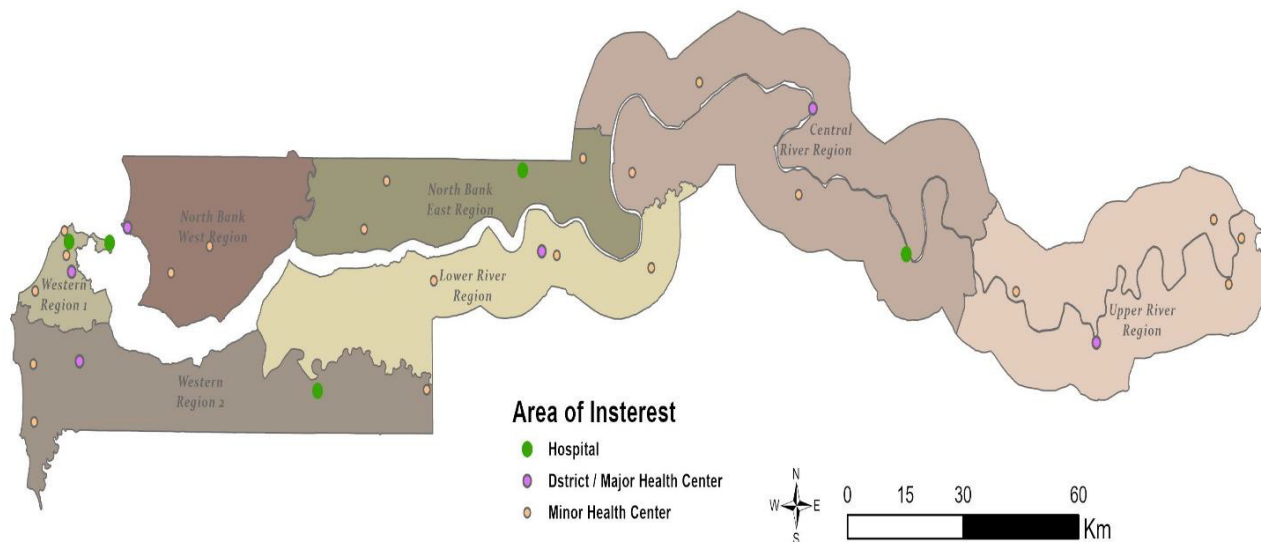 Central
River Region
North Bank
East Region
North Bank
West Region
Lower River
Region
Western
Region 1
Upper River
Region
Western
Region 2
Area of Insterest
Hospital
Dstrict / Major Health Center
Minor Health Center
N
W E
S
0 15 30 60
Km